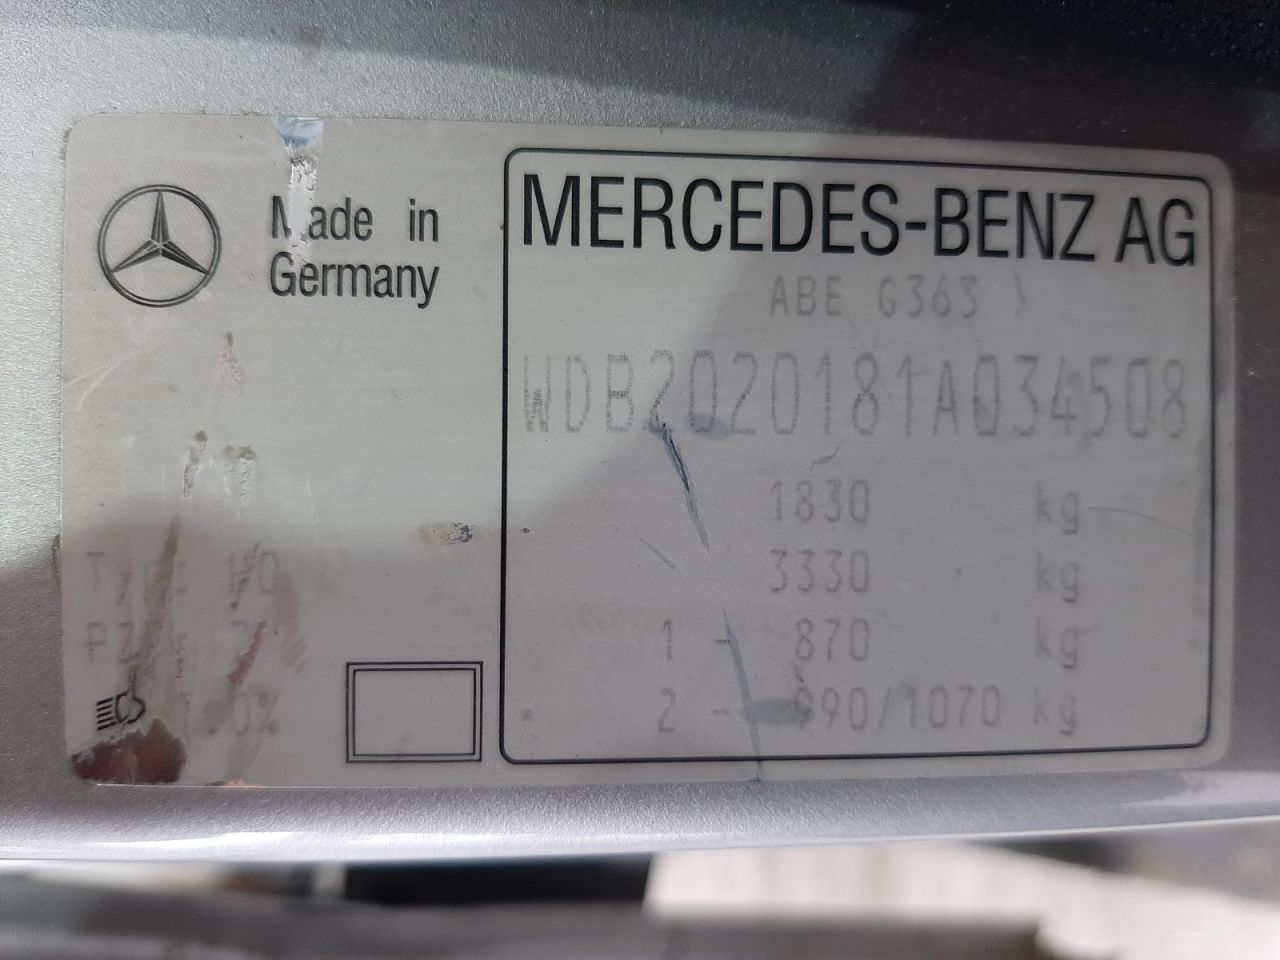 Made in
Germany
MERCEDES-BENZ AG
ABE G363
WDB2020181A034508
1830 kg
3330 kg
1 - 870 kg
2 - 990/1070 kg
0%